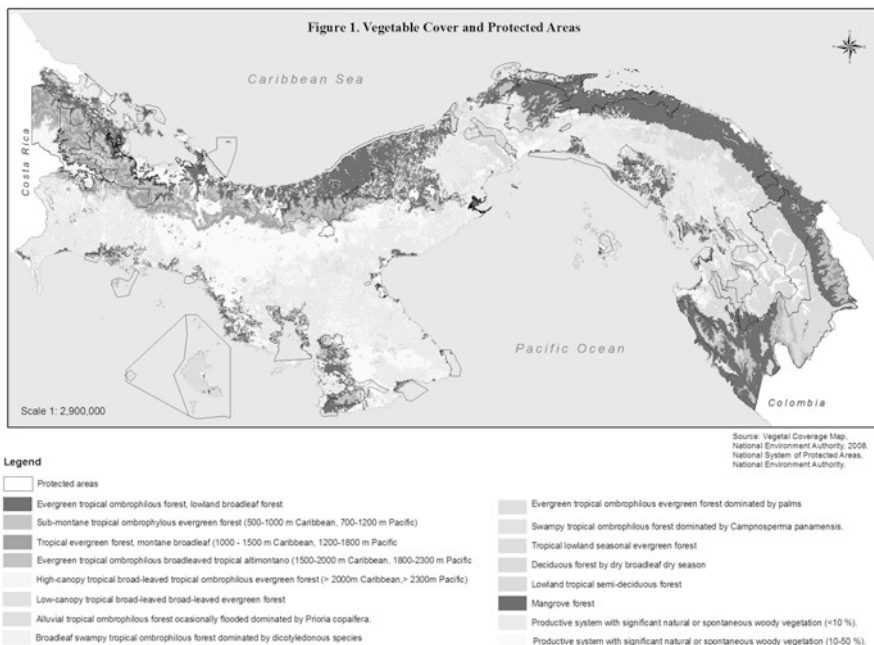 Figure 1. Vegetable Cover and Protected Areas
Caribbean Sea
Costa Rica
Pacific Ocean
Colombia
Scale 1: 2,900,000
Source: Vegetal Coverage Map,
National Environment Authority, 2008.
National System of Protected Areas,
National Environment Authority.
Legend
Protected areas
Evergreen tropical ombrophilous forest, lowland broadleaf forest
Sub-montane tropical ombrophylous evergreen forest (500-1000 m Caribbean, 700-1200 m Pacific)
Tropical evergreen forest, montane broadleaf (1000 - 1500 m Caribbean, 1200-1800 m Pacific
Evergreen tropical ombrophilous broadleaved tropical altimontano (1500-2000 m Caribbean, 1800-2300 m Pacific
High-canopy tropical broad-leaved tropical ombrophilous evergreen forest (> 2000m Caribbean,> 2300m Pacific)
Low-canopy tropical broad-leaved broad-leaved evergreen forest
Alluvial tropical ombrophilous forest ocasionally flooded dominated by Prioria copaifera.
Broadleaf swampy tropical ombrophilous forest dominated by dicotyledonous species
Evergreen tropical ombrophilous evergreen forest dominated by palms
Swampy tropical ombrophilous forest dominated by Campnosperma panamensis.
Tropical lowland seasonal evergreen forest
Deciduous forest by dry broadleaf dry season
Lowland tropical semi-deciduous forest
Mangrove forest
Productive system with significant natural or spontaneous woody vegetation (<10 %).
Productive system with significant natural or spontaneous woody vegetation (10-50 %).